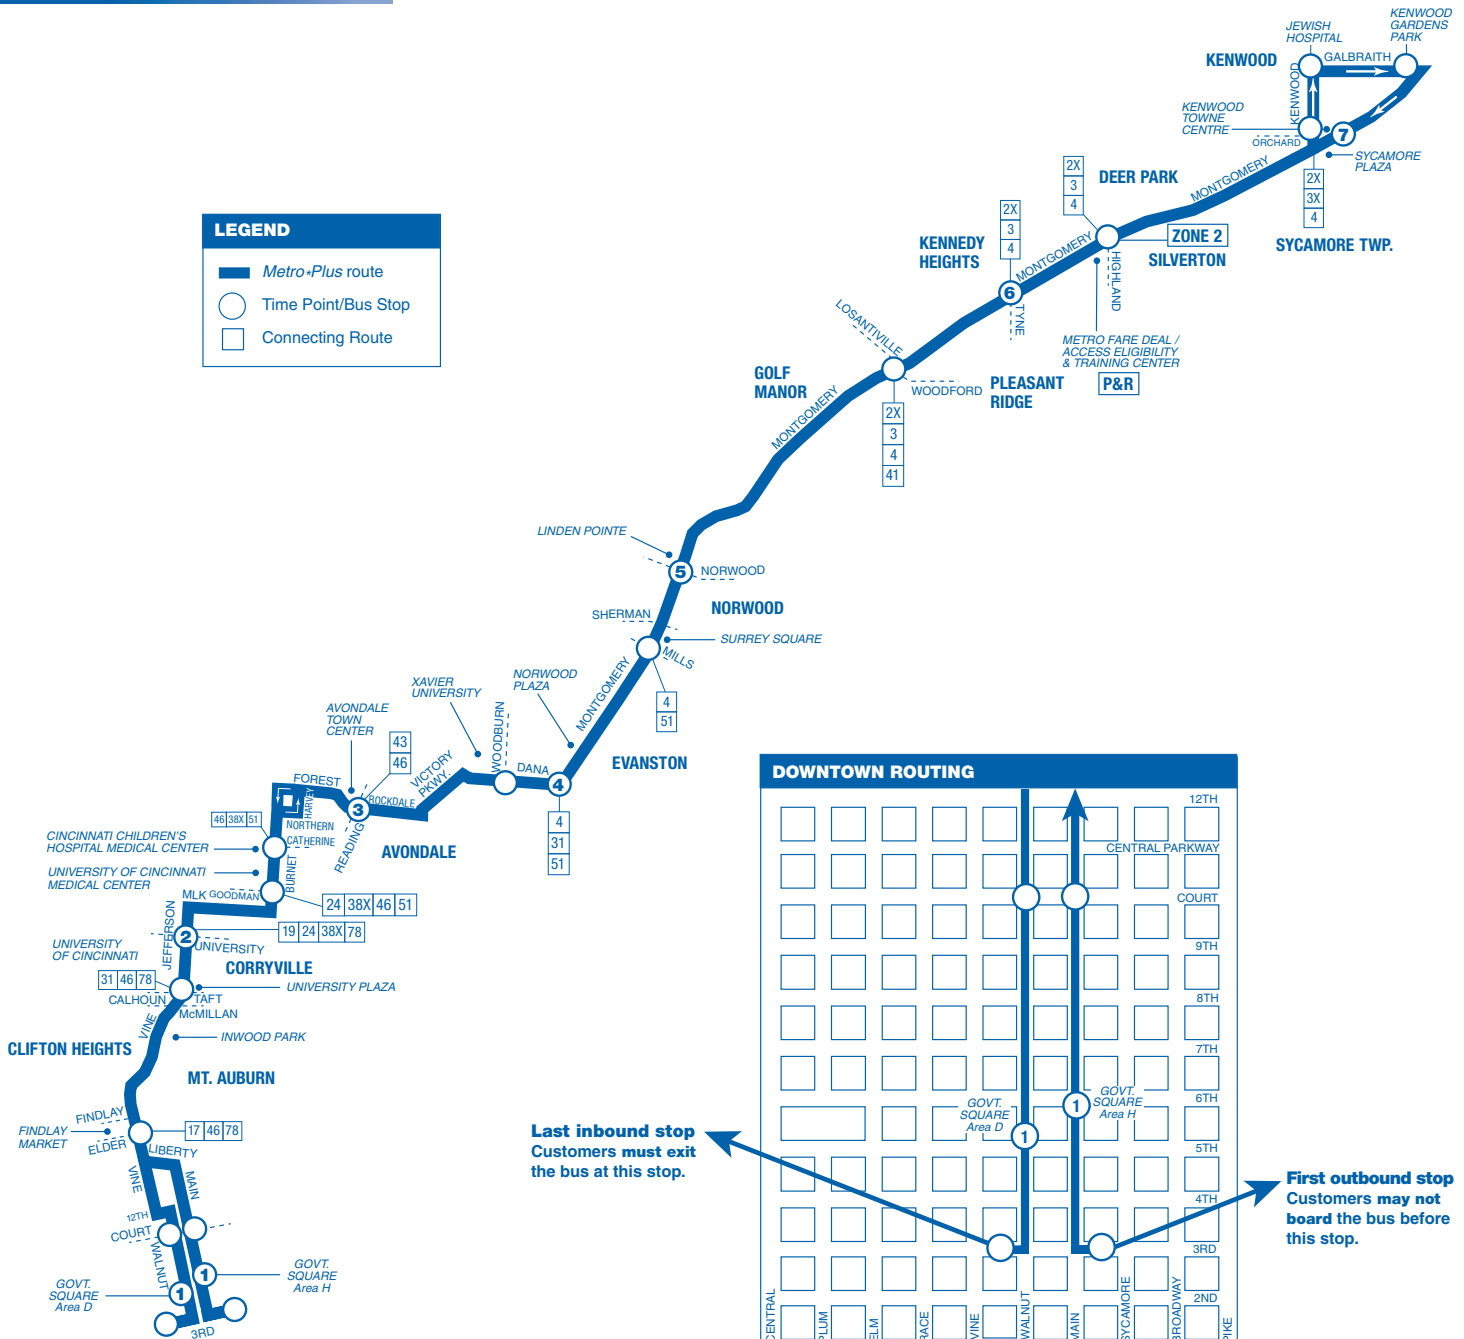 JEWISH
HOSPITAL
KENWOOD
GARDENS
PARK
KENWOOD
GALBRAITH
KENWOOD
KENWOOD
TOWNE
CENTRE
ORCHARD
7
SYCAMORE
PLAZA
2X
3X
4
SYCAMORE TWP.
MONTGOMERY
DEER PARK
2X
3
4
ZONE 2
SILVERTON
HIGHLAND
KENNEDY
HEIGHTS
2X
3
4
MONTGOMERY
6
TYNE
METRO FARE DEAL /
ACCESS ELIGIBILITY
& TRAINING CENTER
P&R
LEGEND
Metro*Plus route
Time Point/Bus Stop
Connecting Route
LOSANTIVILLE
GOLF
MANOR
WOODFORD
PLEASANT
RIDGE
2X
3
4
41
MONTGOMERY
LINDEN POINTE
5
NORWOOD
NORWOOD
SHERMAN
SURREY SQUARE
MILLS
4
51
MONTGOMERY
NORWOOD
PLAZA
EVANSTON
XAVIER
UNIVERSITY
WOODBURN
DANA
4
4
31
51
VICTORY
PKWY.
AVONDALE
TOWN
CENTER
43
46
FOREST
3
ROCKDALE
HARVEY
NORTHERN
READING
AVONDALE
46 38X 51
CATHERINE
CINCINNATI CHILDREN'S
HOSPITAL MEDICAL CENTER
UNIVERSITY OF CINCINNATI
MEDICAL CENTER
BURNET
MLK
GOODMAN
24 38X 46 51
19 24 38X 78
JEFFERSON
2
UNIVERSITY
UNIVERSITY
OF CINCINNATI
CORRYVILLE
31 46 78
UNIVERSITY PLAZA
CALHOUN
TAFT
McMILLAN
VINE
INWOOD PARK
CLIFTON HEIGHTS
MT. AUBURN
FINDLAY
FINDLAY
MARKET
ELDER
17 46 78
LIBERTY
VINE
MAIN
12TH
COURT
WALNUT
1
GOVT.
SQUARE
Area H
1
GOVT.
SQUARE
Area D
3RD
DOWNTOWN ROUTING
12TH
CENTRAL PARKWAY
COURT
9TH
8TH
7TH
6TH
5TH
4TH
3RD
2ND
GOVT.
SQUARE
Area D
1
GOVT.
SQUARE
Area H
1
Last inbound stop
Customers must exit
the bus at this stop.
First outbound stop
Customers may not
board the bus before
this stop.
CENTRAL
PLUM
ELM
RACE
VINE
WALNUT
MAIN
SYCAMORE
BROADWAY
PIKE